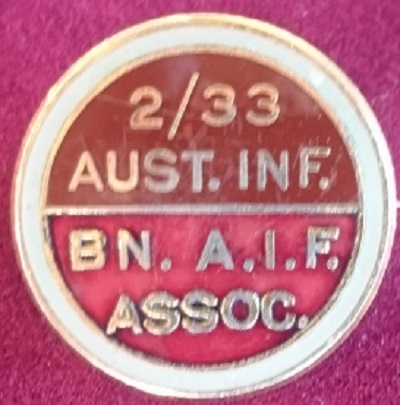 2/33
AUST. INF.
BN. A.I.F.
ASSOC.